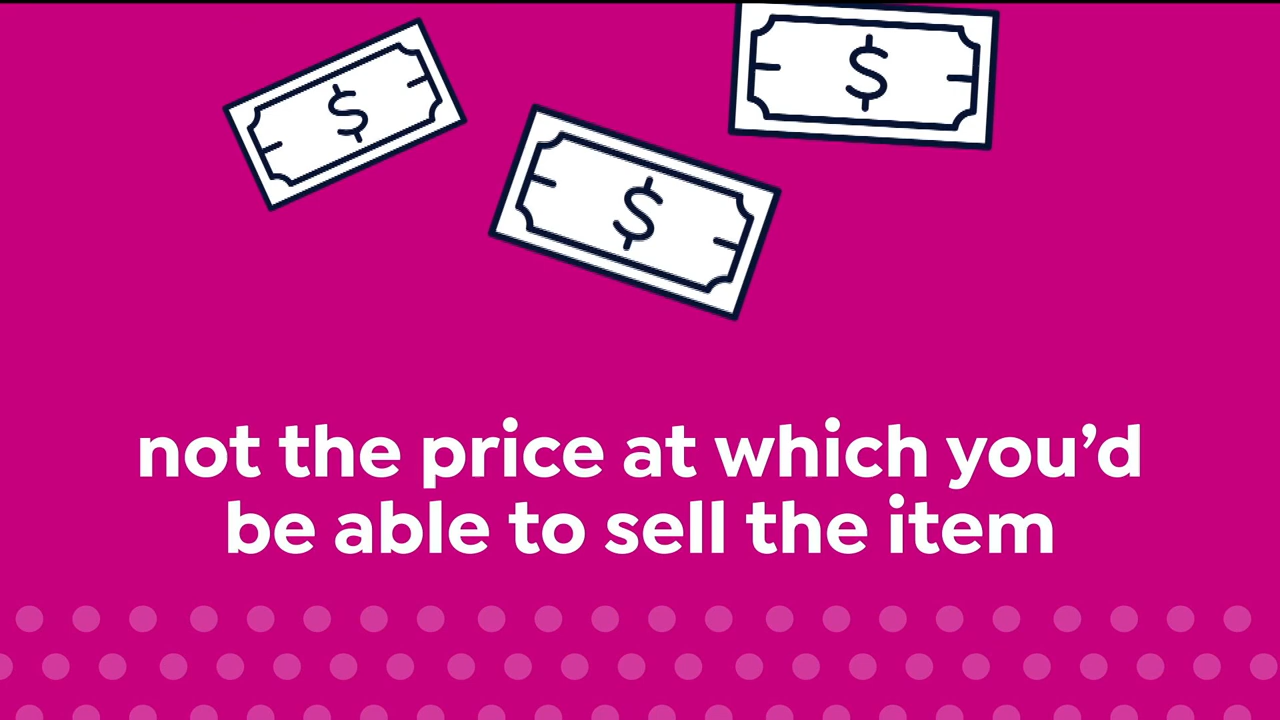 $
$
$
not the price at which you’d
be able to sell the item